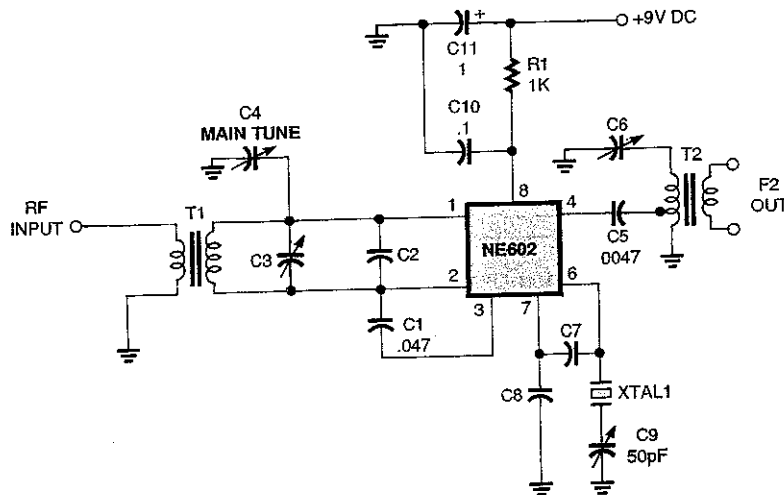 +9V DC
C11
1
R1
1K
C10
.1
C4
MAIN TUNE
C6
T2
RF
INPUT
T1
1
8
4
F2
OUT
C3
C2
NE602
C5
.0047
2
6
3
7
C1
.047
C7
C8
XTAL1
C9
50pF